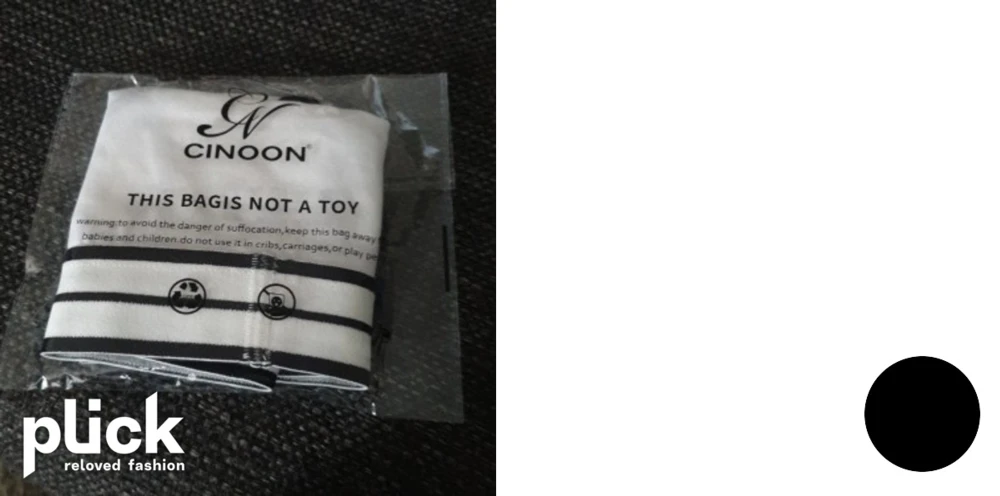 CN
CINOON®
THIS BAGIS NOT A TOY
warning:to avoid the danger of suffocation,keep this bag away
babies and children.do not use it in cribs,carriages,or play pe
plick
reloved fashion